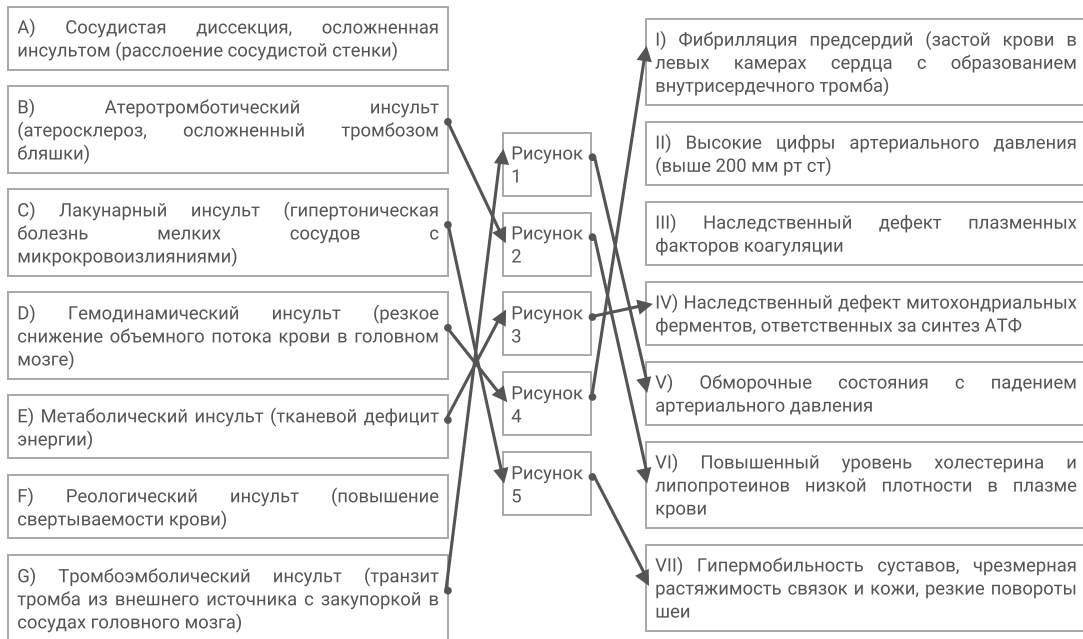 A) Сосудистая диссекция, осложненная
инсультом (расслоение сосудистой стенки)
B) Атеротромботический инсульт
(атеросклероз, осложненный тромбозом
бляшки)
C) Лакунарный инсульт (гипертоническая
болезнь мелких сосудов с
микрокровоизлияниями)
D) Гемодинамический инсульт (резкое
снижение объемного потока крови в головном
мозге)
E) Метаболический инсульт (тканевой дефицит
энергии)
F) Реологический инсульт (повышение
свертываемости крови)
G) Тромбоэмболический инсульт (транзит
тромба из внешнего источника с закупоркой в
сосудах головного мозга)
Рисунок
1
Рисунок
2
Рисунок
3
Рисунок
4
Рисунок
5
I) Фибрилляция предсердий (застой крови в
левых камерах сердца с образованием
внутрисердечного тромба)
II) Высокие цифры артериального давления
(выше 200 мм рт ст)
III) Наследственный дефект плазменных
факторов коагуляции
IV) Наследственный дефект митохондриальных
ферментов, ответственных за синтез АТФ
V) Обморочные состояния с падением
артериального давления
VI) Повышенный уровень холестерина и
липопротеинов низкой плотности в плазме
крови
VII) Гипермобильность суставов, чрезмерная
растяжимость связок и кожи, резкие повороты
шеи